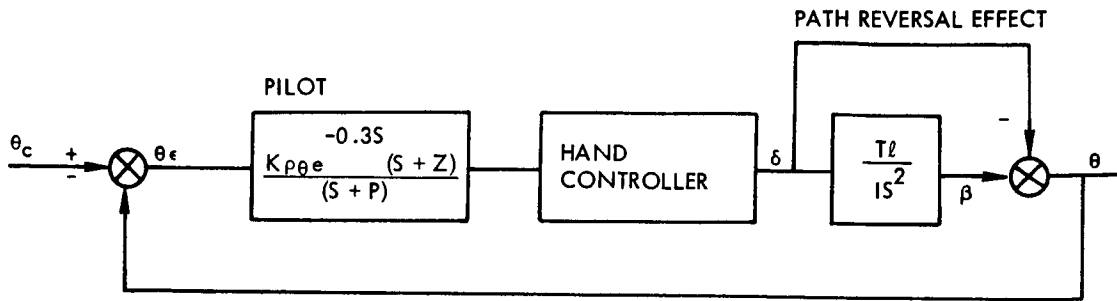 PATH REVERSAL EFFECT
PILOT
-0.3S
Kρθe (S + Z)
(S + P)
HAND
CONTROLLER
θc
+
-
θϵ
δ
Tℓ
IS²
β
-
θ